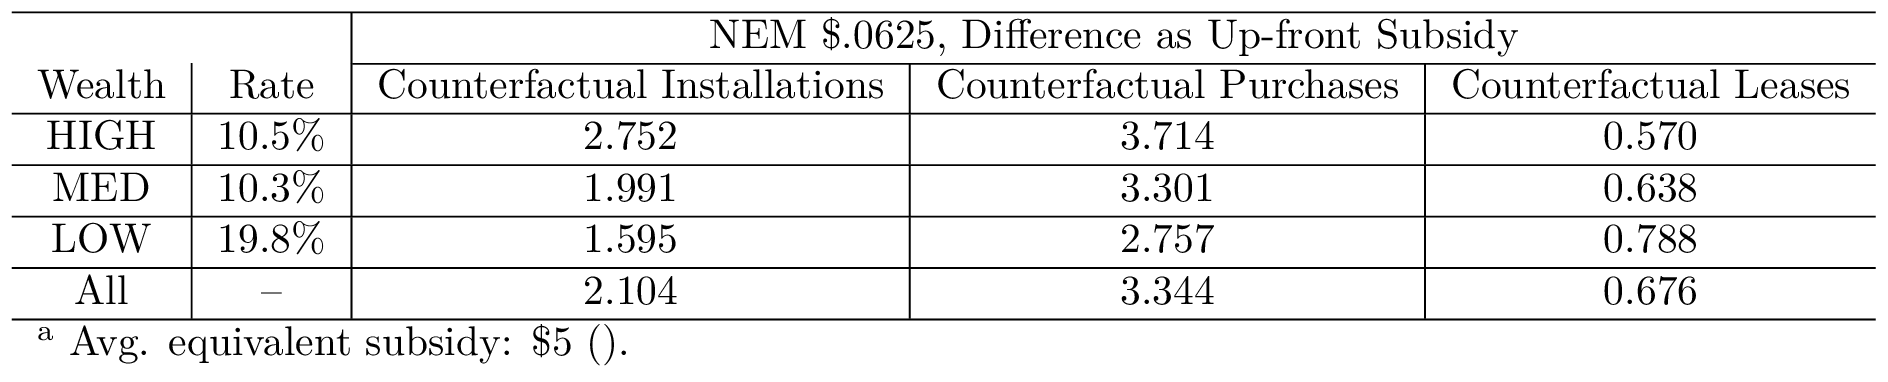 NEM $.0625, Difference as Up-front Subsidy
Wealth Rate Counterfactual Installations Counterfactual Purchases Counterfactual Leases
HIGH 10.5% 2.752 3.714 0.570
MED 10.3% 1.991 3.301 0.638
LOW 19.8% 1.595 2.757 0.788
All – 2.104 3.344 0.676
a Avg. equivalent subsidy: $5 ().